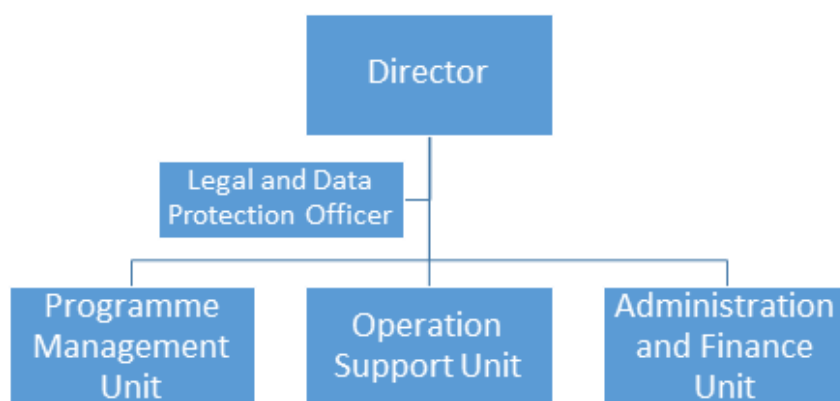 Director
Legal and Data
Protection Officer
Programme
Management
Unit
Operation
Support Unit
Administration
and Finance
Unit